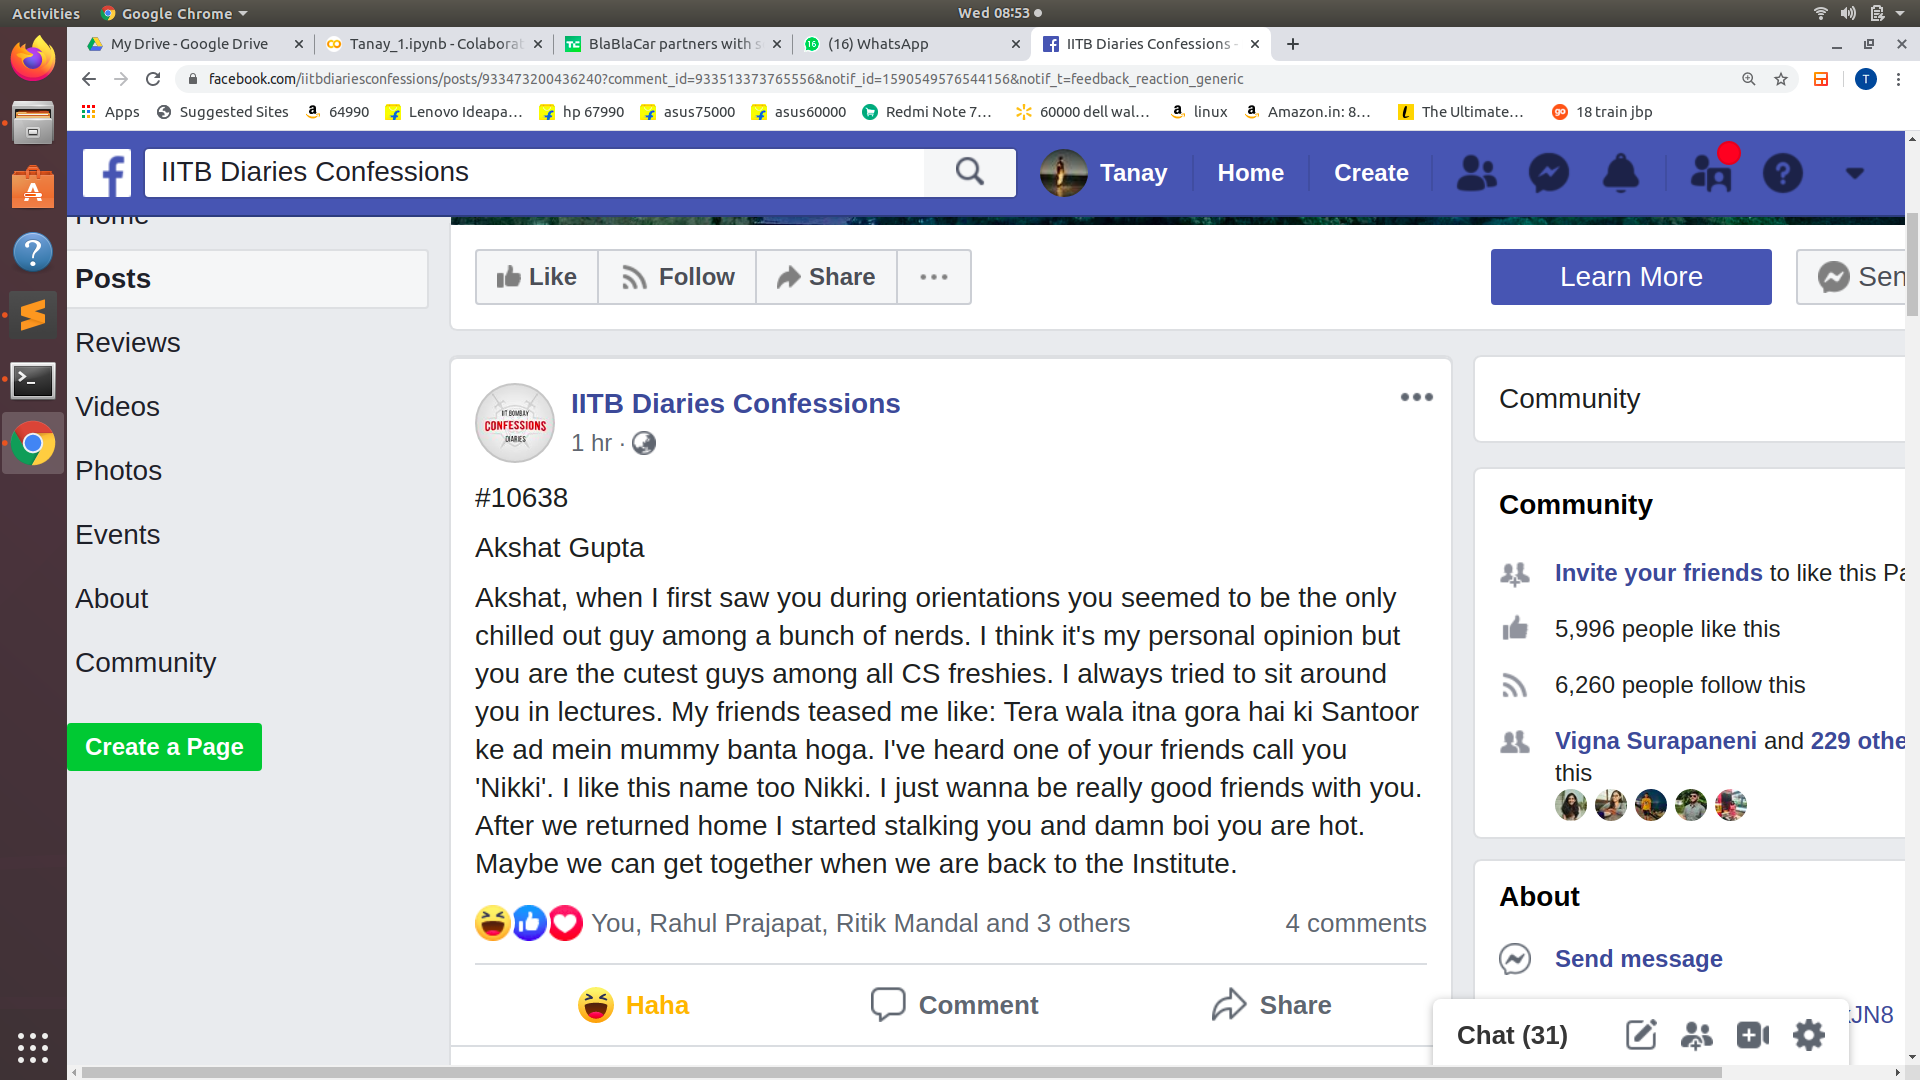 Activities Google Chrome Wed 08:53
My Drive - Google Drive Tanay_1.ipynb - Colaborat BlaBlaCar partners with s (16) WhatsApp IITB Diaries Confessions -
facebook.com/iitbdiariesconfessions/posts/933473200436240?comment_id=933513373765556&notif_id=1590549576544156&notif_t=feedback_reaction_generic T
Apps Suggested Sites 64990 Lenovo Ideapa... hp 67990 asus75000 asus60000 Redmi Note 7... 60000 dell wal... linux Amazon.in: 8... The Ultimate... 18 train jbp
IITB Diaries Confessions Tanay Home Create
Home
Posts
Reviews
Videos
Photos
Events
About
Community
Create a Page
Like Follow Share Learn More Sen
IIT BOMBAY
CONFESSIONS
DIARIES
IITB Diaries Confessions
1 hr ·
#10638
Akshat Gupta
Akshat, when I first saw you during orientations you seemed to be the only
chilled out guy among a bunch of nerds. I think it's my personal opinion but
you are the cutest guys among all CS freshies. I always tried to sit around
you in lectures. My friends teased me like: Tera wala itna gora hai ki Santoor
ke ad mein mummy banta hoga. I've heard one of your friends call you
'Nikki'. I like this name too Nikki. I just wanna be really good friends with you.
After we returned home I started stalking you and damn boi you are hot.
Maybe we can get together when we are back to the Institute.
You, Rahul Prajapat, Ritik Mandal and 3 others 4 comments
Haha Comment Share
Community
Community
Invite your friends to like this Pa
5,996 people like this
6,260 people follow this
Vigna Surapaneni and 229 othe
this
About
Send message
JN8
Chat (31)